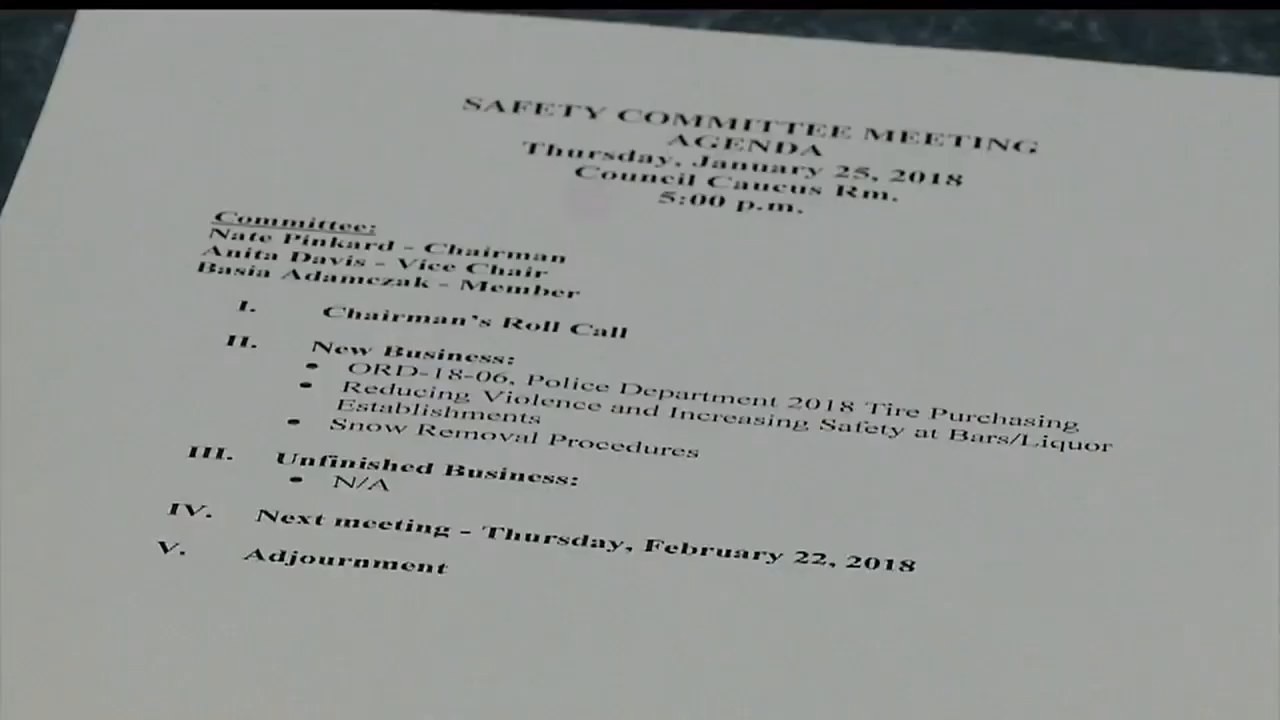 SAFETY COMMITTEE MEETING
AGENDA
Thursday, January 25, 2018
Council Caucus Rm.
5:00 p.m.
Committee:
Nate Pinkard - Chairman
Anita Davis - Vice Chair
Basia Adamczak - Member
I. Chairman's Roll Call
II. New Business:
• ORD-18-06, Police Department 2018 Tire Purchasing
• Reducing Violence and Increasing Safety at Bars/Liquor
Establishments
• Snow Removal Procedures
III. Unfinished Business:
• N/A
IV. Next meeting - Thursday, February 22, 2018
V. Adjournment